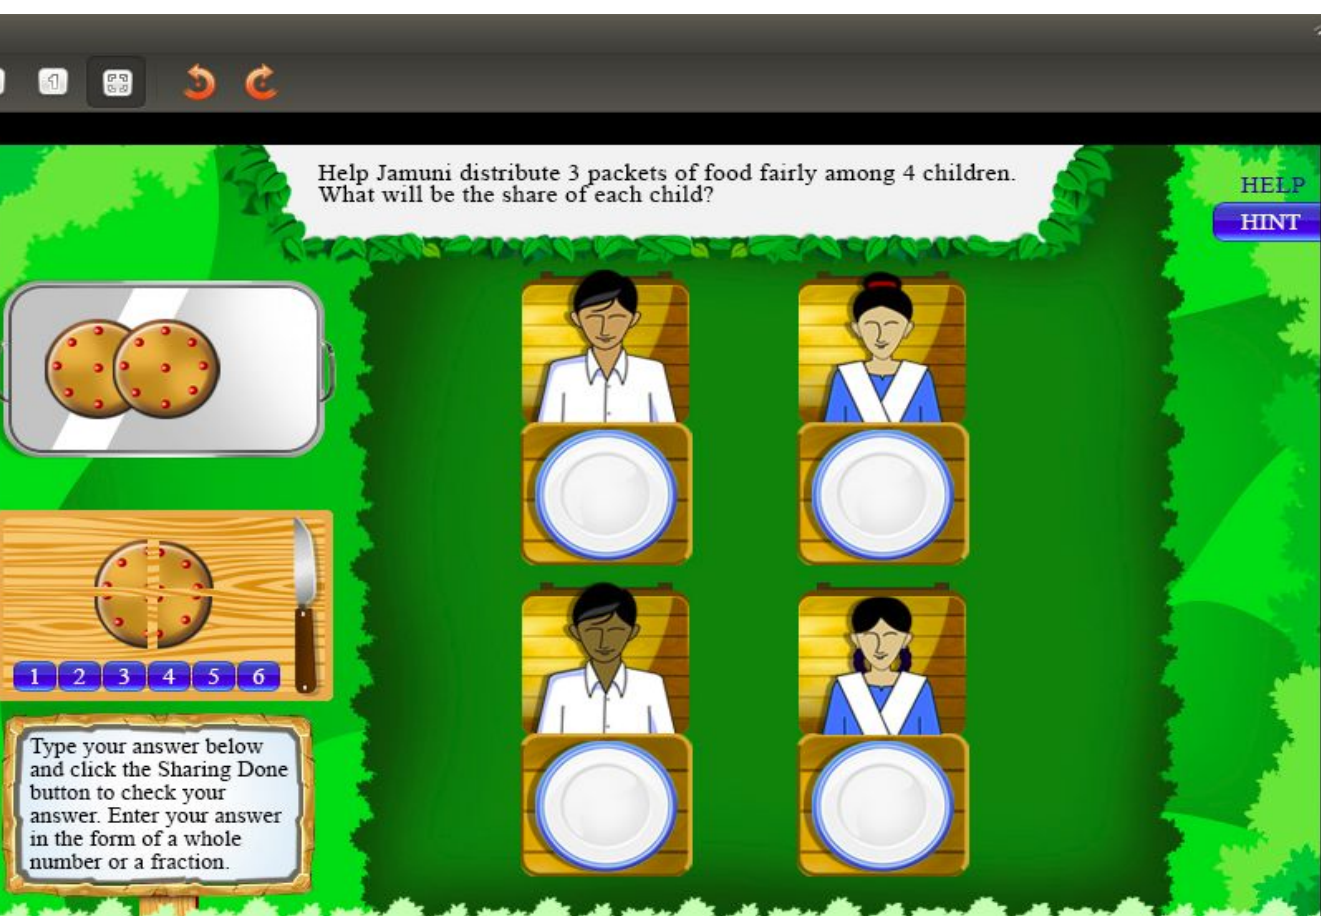 1
Help Jamuni distribute 3 packets of food fairly among 4 children.
What will be the share of each child?
HELP
HINT
1 2 3 4 5 6
Type your answer below
and click the Sharing Done
button to check your
answer. Enter your answer
in the form of a whole
number or a fraction.